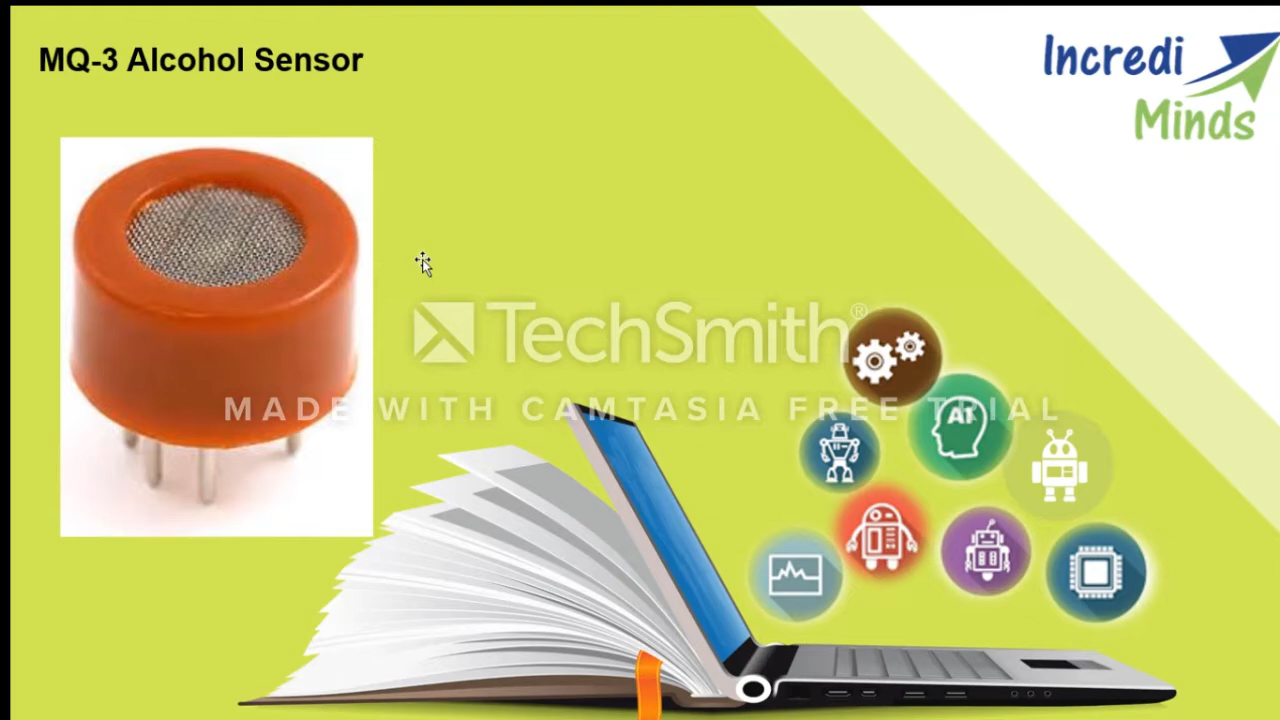 MQ-3 Alcohol Sensor
Incredi
Minds
TechSmith®
MADE WITH CAMTASIA FREE TRIAL
AI